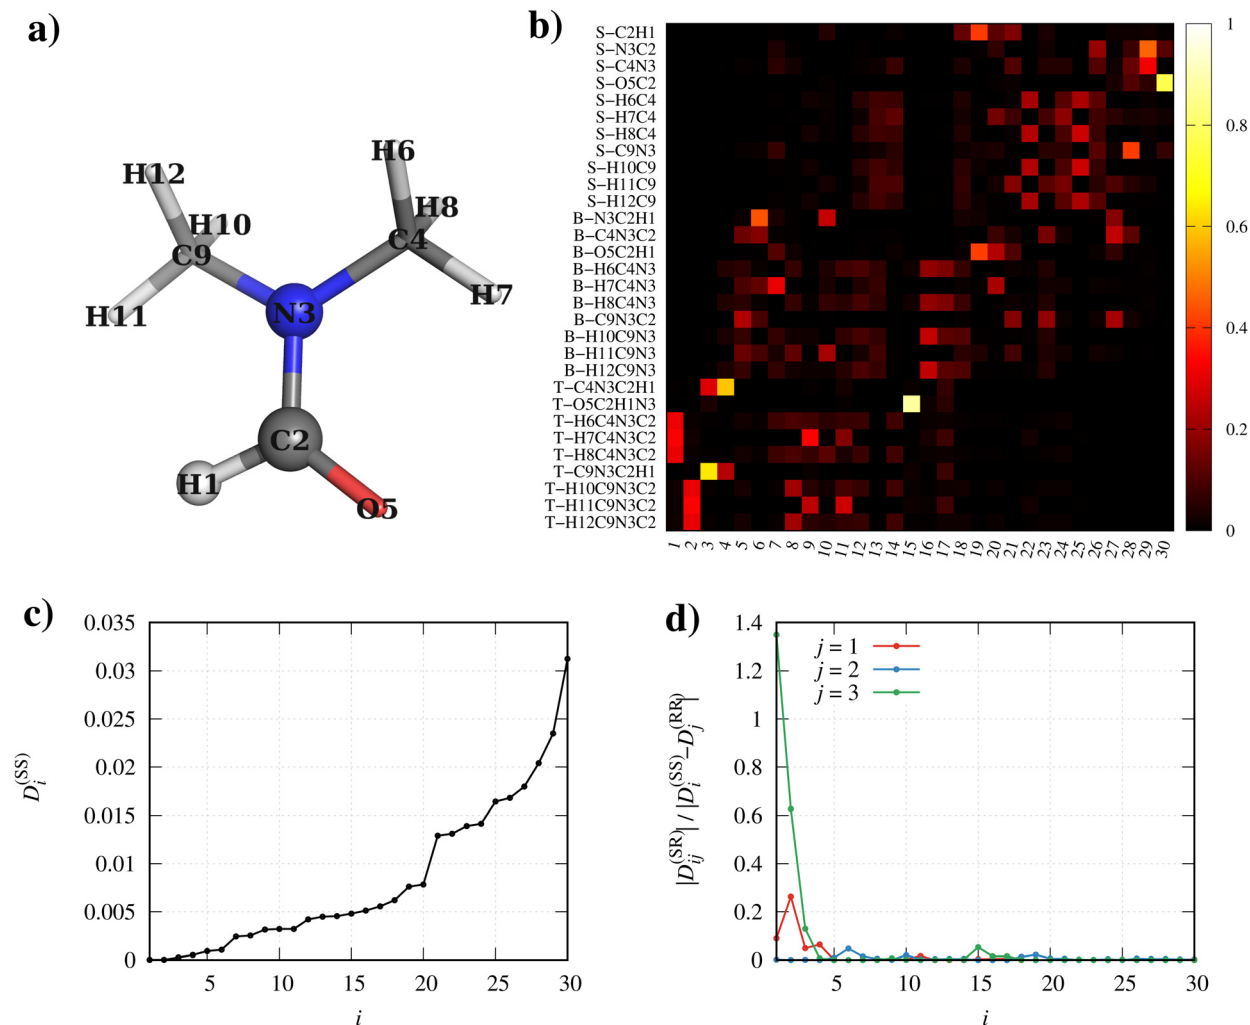 a)
H12
H10
C9
H11
H6
H8
C4
H7
N3
C2
H1
O5
b)
S−C2H1
S−N3C2
S−C4N3
S−O5C2
S−H6C4
S−H7C4
S−H8C4
S−C9N3
S−H10C9
S−H11C9
S−H12C9
B−N3C2H1
B−C4N3C2
B−O5C2H1
B−H6C4N3
B−H7C4N3
B−H8C4N3
B−C9N3C2
B−H10C9N3
B−H11C9N3
B−H12C9N3
T−C4N3C2H1
T−O5C2H1N3
T−H6C4N3C2
T−H7C4N3C2
T−H8C4N3C2
T−C9N3C2H1
T−H10C9N3C2
T−H11C9N3C2
T−H12C9N3C2
1 2 3 4 5 6 7 8 9 10 11 12 13 14 15 16 17 18 19 20 21 22 23 24 25 26 27 28 29 30
1
0.8
0.6
0.4
0.2
0
c)
0.035
0.03
0.025
0.02
0.015
0.01
0.005
0
5 10 15 20 25 30
D_i^(SS)
i
d)
1.4
1.2
1
0.8
0.6
0.4
0.2
0
5 10 15 20 25 30
j = 1
j = 2
j = 3
|D_ij^(SR)| / |D_i^(SS)−D_j^(RR)|
i